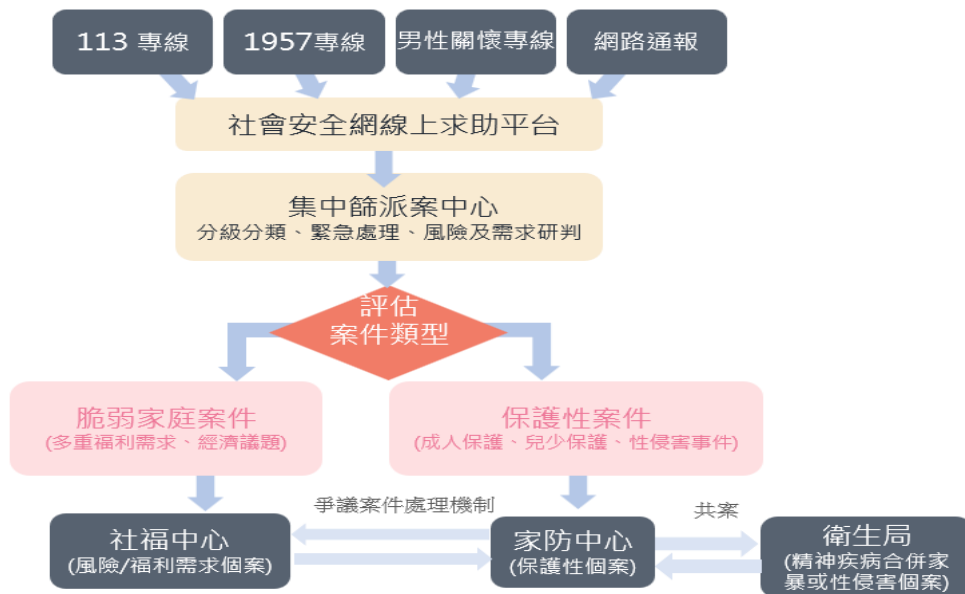 113 專線
1957專線
男性關懷專線
網路通報
社會安全網線上求助平台
集中篩派案中心
分級分類、緊急處理、風險及需求研判
評估
案件類型
脆弱家庭案件
(多重福利需求、經濟議題)
保護性案件
(成人保護、兒少保護、性侵害事件)
爭議案件處理機制
共案
社福中心
(風險/福利需求個案)
家防中心
(保護性個案)
衛生局
(精神疾病合併家
暴或性侵害個案)